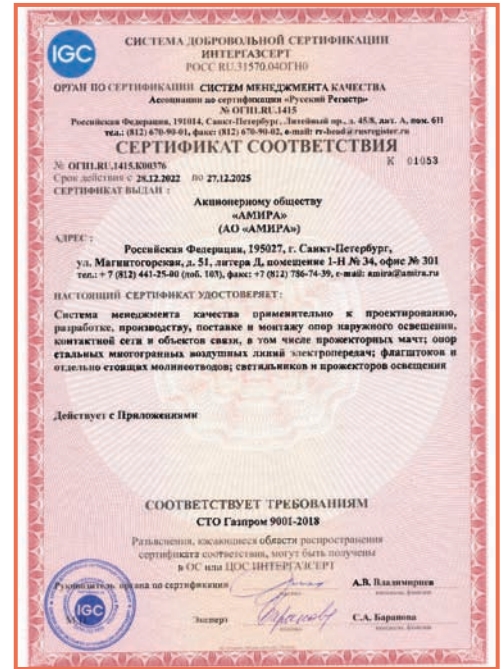 IGC
СИСТЕМА ДОБРОВОЛЬНОЙ СЕРТИФИКАЦИИ
ИНТЕРГАЗСЕРТ
РОСС RU.31570.04ОГН0
ОРГАН ПО СЕРТИФИКАЦИИ СИСТЕМ МЕНЕДЖМЕНТА КАЧЕСТВА
Ассоциации по сертификации «Русский Регистр»
№ ОГН1.RU.1415
Российская Федерация, 191014, Санкт-Петербург, Литейный пр., д. 45/8, лит. А, пом. 61Т
тел.: (812) 670-90-01, факс: (812) 670-90-02, e-mail: rr-head@rusregister.ru
СЕРТИФИКАТ СООТВЕТСТВИЯ
№ ОГН1.RU.1415.К00376
К 01053
Срок действия с 28.12.2022 по 27.12.2025
СЕРТИФИКАТ ВЫДАН :
Акционерному обществу
«АМИРА»
(АО «АМИРА»)
АДРЕС :
Российская Федерация, 195027, г. Санкт-Петербург,
ул. Магнитогорская, д. 51, литера Д, помещение 1-Н № 34, офис № 301
тел.: + 7 (812) 441-25-00 (доб. 103), факс: +7 (812) 786-74-39, e-mail: amira@amira.ru
НАСТОЯЩИЙ СЕРТИФИКАТ УДОСТОВЕРЯЕТ:
Система менеджмента качества применительно к проектированию,
разработке, производству, поставке и монтажу опор наружного освещения,
контактной сети и объектов связи, в том числе прожекторных мачт; опор
стальных многогранных воздушных линий электропередач; флагштоков и
отдельно стоящих молниеотводов; светильников и прожекторов освещения
Действует с Приложениями
СООТВЕТСТВУЕТ ТРЕБОВАНИЯМ
СТО Газпром 9001-2018
Разъяснения, касающиеся области распространения
сертификата соответствия, могут быть получены
в ОС или ЦОС ИНТЕРГАЗСЕРТ
Руководитель органа по сертификации
А.В. Владимирцев
Эксперт
С.А. Баранова
IGC